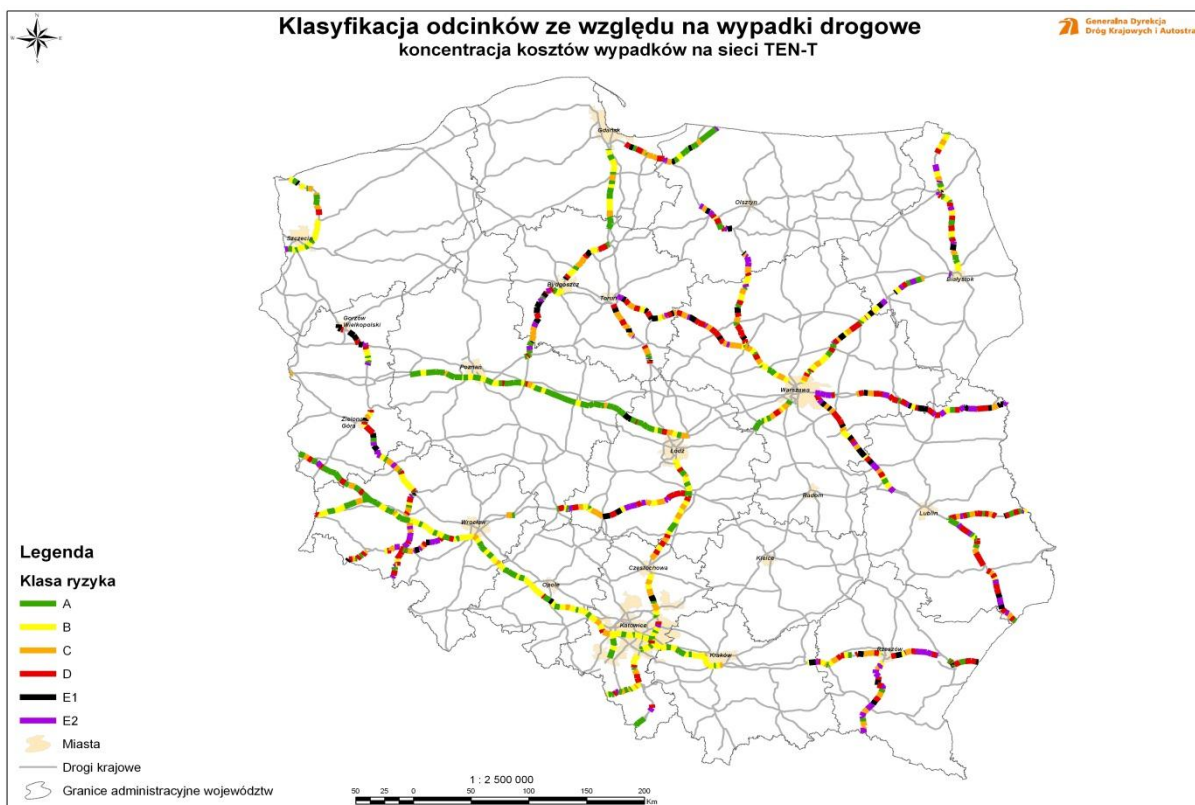 Klasyfikacja odcinków ze względu na wypadki drogowe
koncentracja kosztów wypadków na sieci TEN-T
Generalna Dyrekcja
Dróg Krajowych i Autostra
N
W
E
S
Gdańsk
Olsztyn
Szczecin
Białystok
Bydgoszcz
Toruń
Gorzów
Wielkopolski
Poznań
Warszawa
Zielona
Góra
Łódź
Radom
Lublin
Wrocław
Kielce
Częstochowa
Opole
Katowice
Kraków
Rzeszów
Legenda
Klasa ryzyka
A
B
C
D
E1
E2
Miasta
Drogi krajowe
Granice administracyjne województw
1 : 2 500 000
50 25 0 50 100 150 200
Km